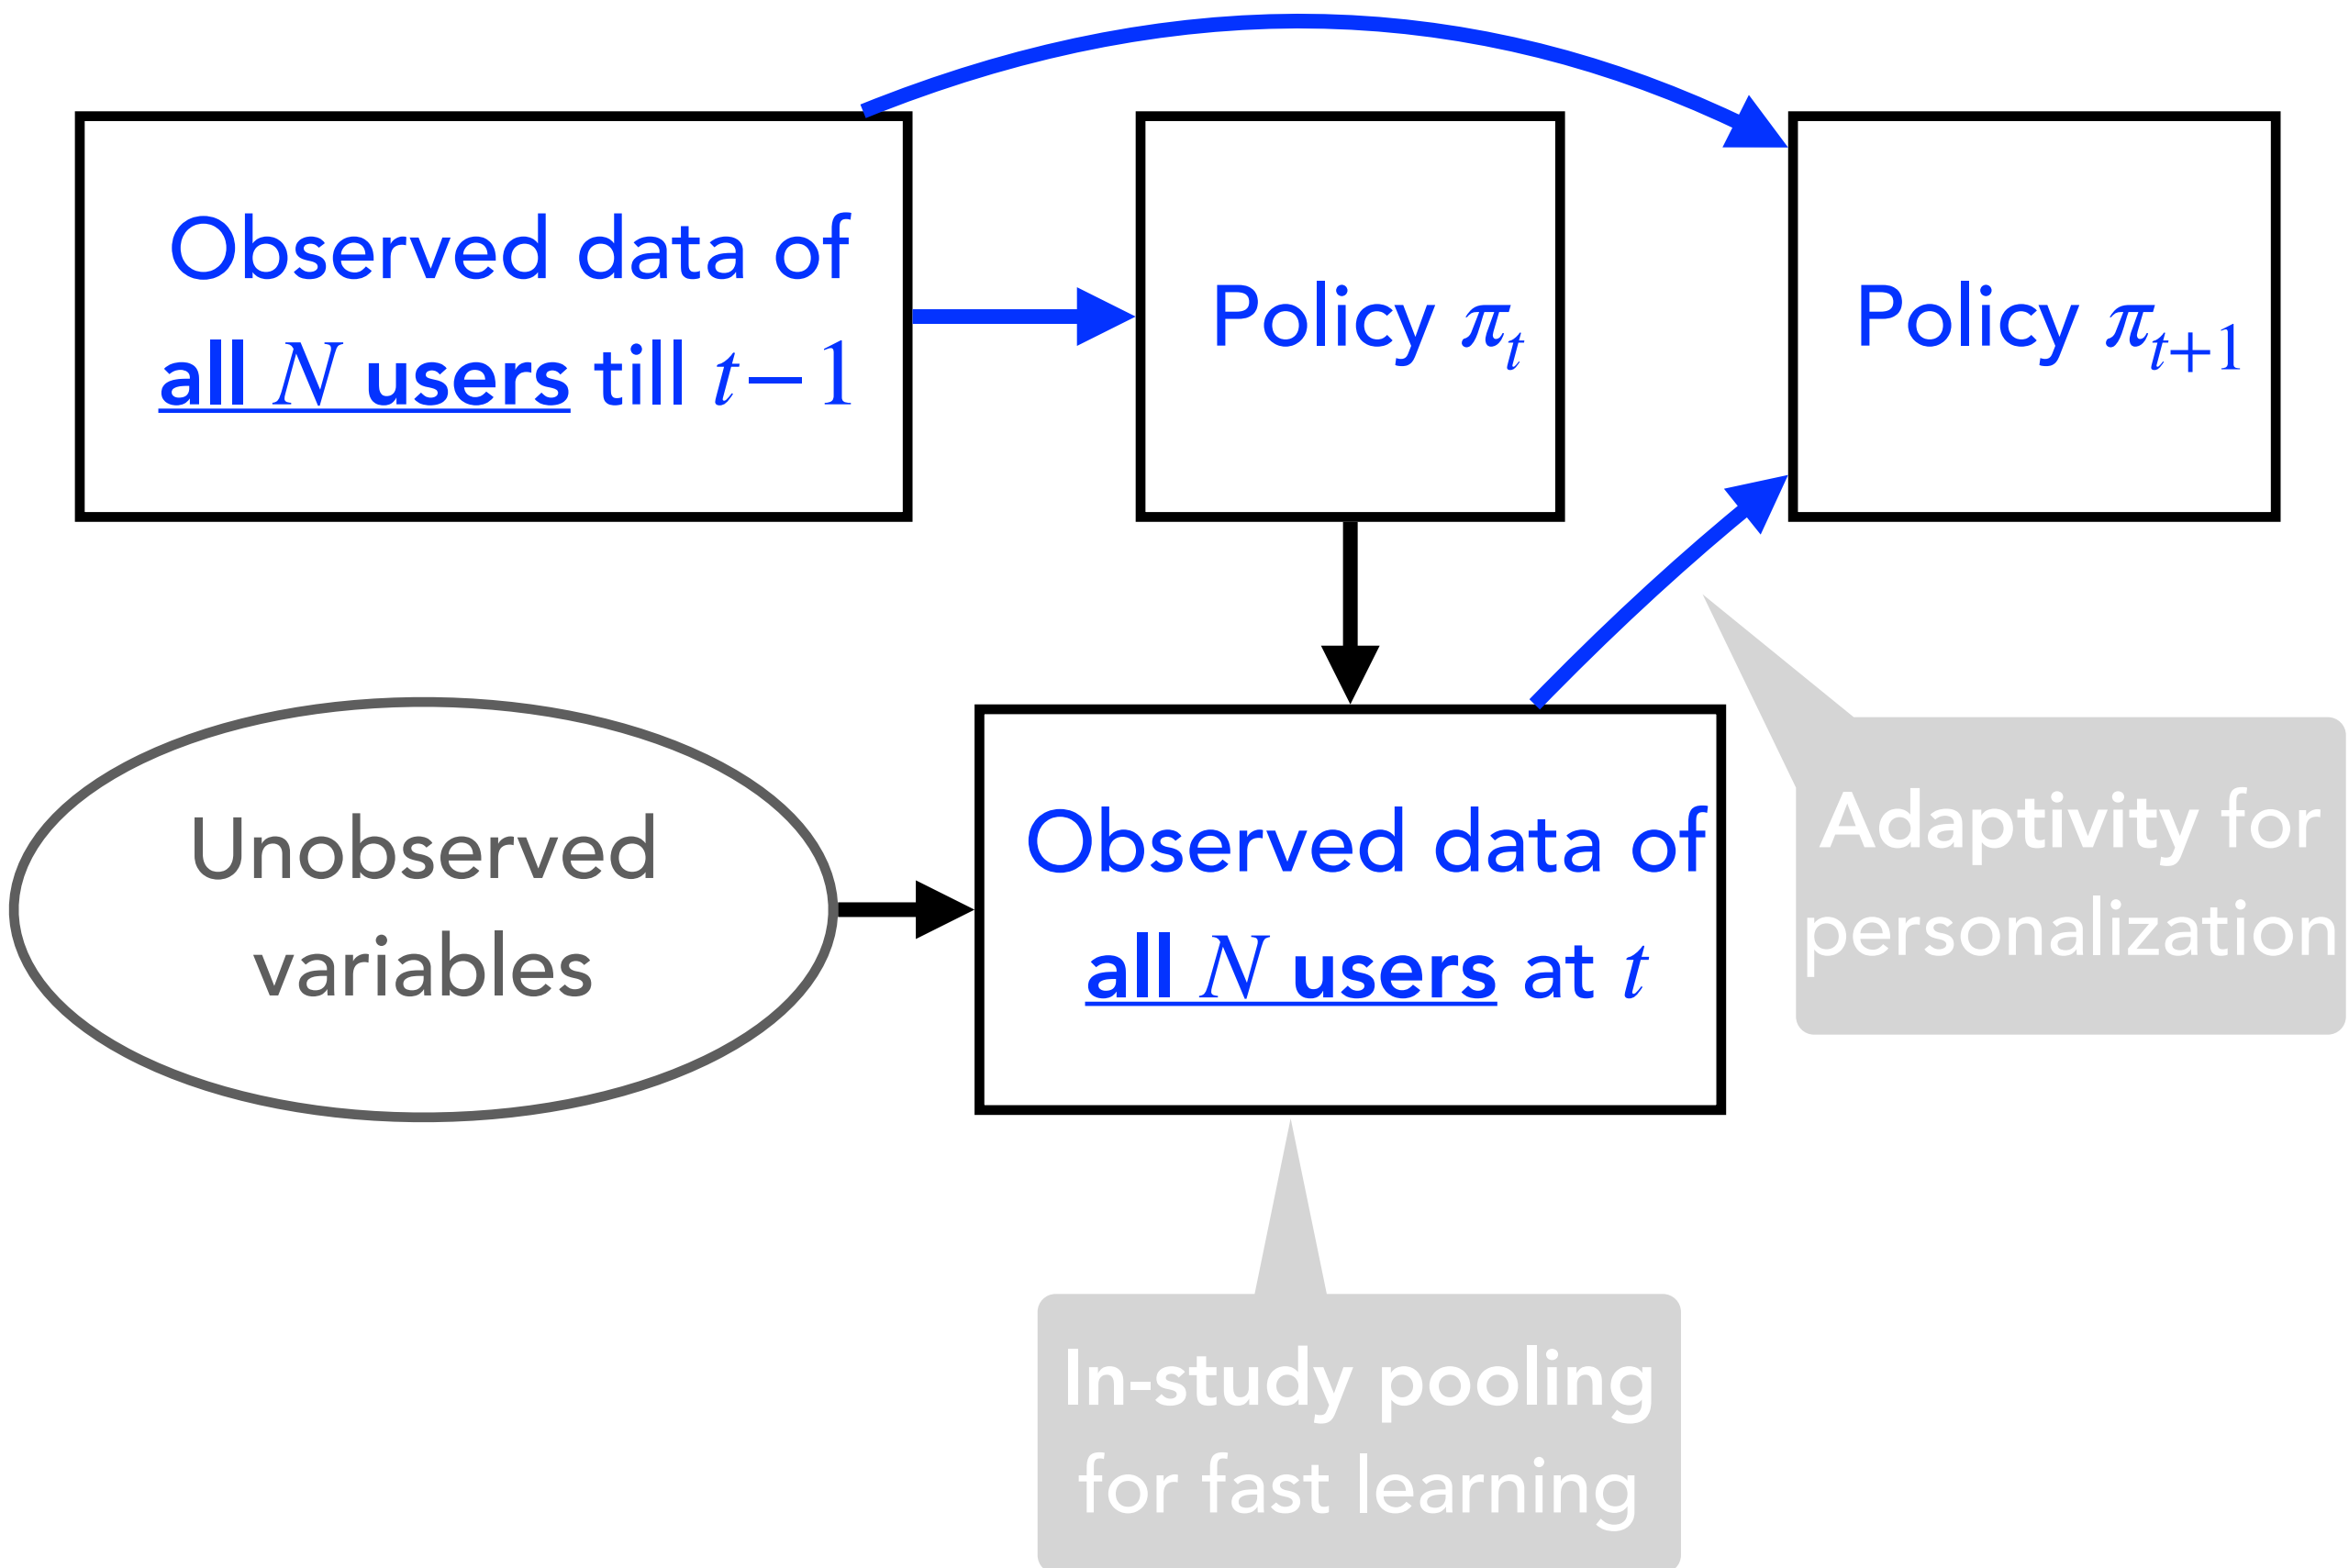 Observed data of
all N users till t−1
Policy π_t
Policy π_{t+1}
Unobserved
variables
Observed data of
all N users at t
Adaptivity for
personalization
In-study pooling
for fast learning